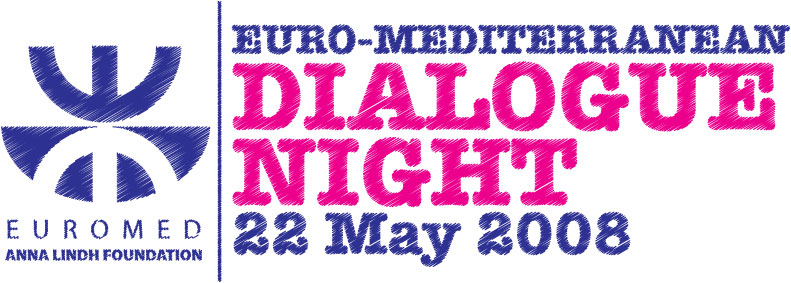 EUROMED
ANNA LINDH FOUNDATION
EURO-MEDITERRANEAN
DIALOGUE
NIGHT
22 May 2008